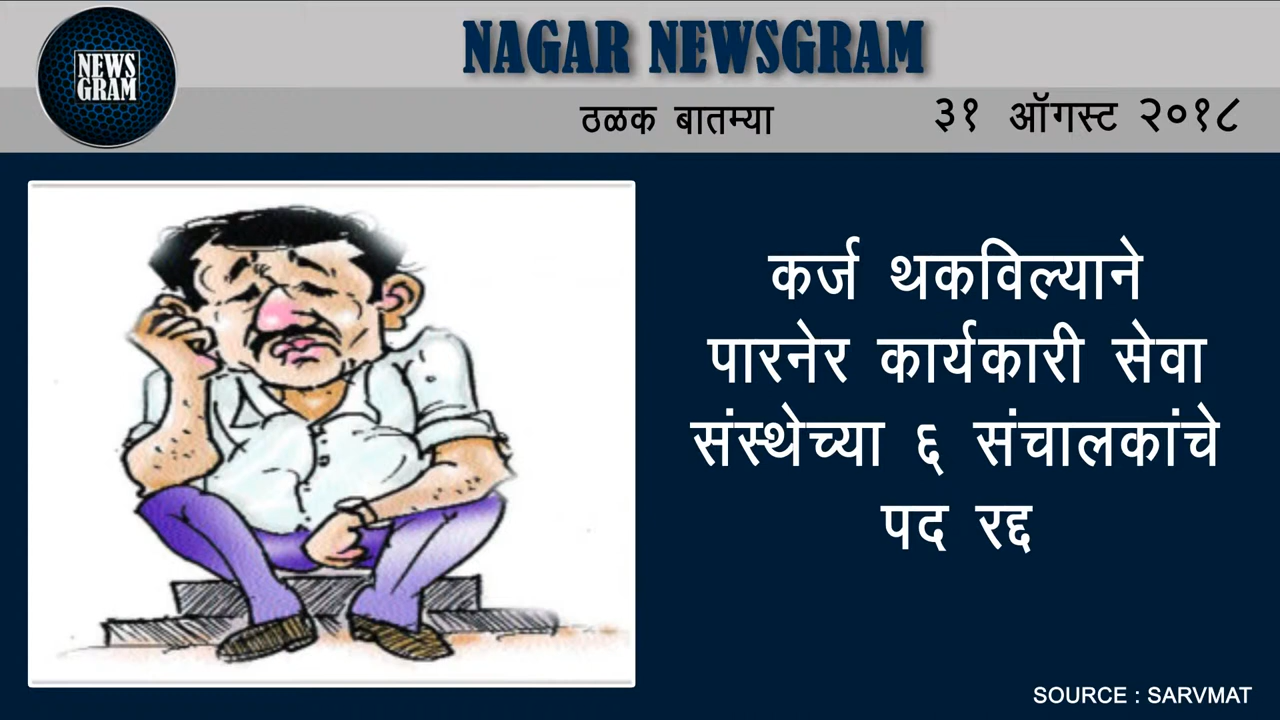 NEWS
GRAM
NAGAR NEWSGRAM
ठळक बातम्या
३१ ऑगस्ट २०१८
कर्ज थकविल्याने
पारनेर कार्यकारी सेवा
संस्थेच्या ६ संचालकांचे
पद रद्द
SOURCE : SARVMAT